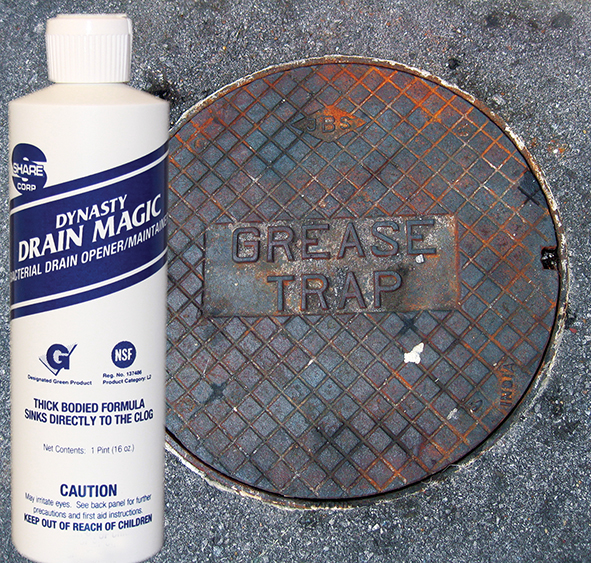 SHARE
CORP
DYNASTY
DRAIN MAGIC
BACTERIAL DRAIN OPENER/MAINTAINER
G
Designated Green Product
NSF
Reg. No. 137486
Product Category: L2
THICK BODIED FORMULA
SINKS DIRECTLY TO THE CLOG
Net Contents: 1 Pint (16 oz.)
CAUTION
May irritate eyes. See back panel for further
precautions and first aid instructions.
KEEP OUT OF REACH OF CHILDREN
GREASE
TRAP
INDIA